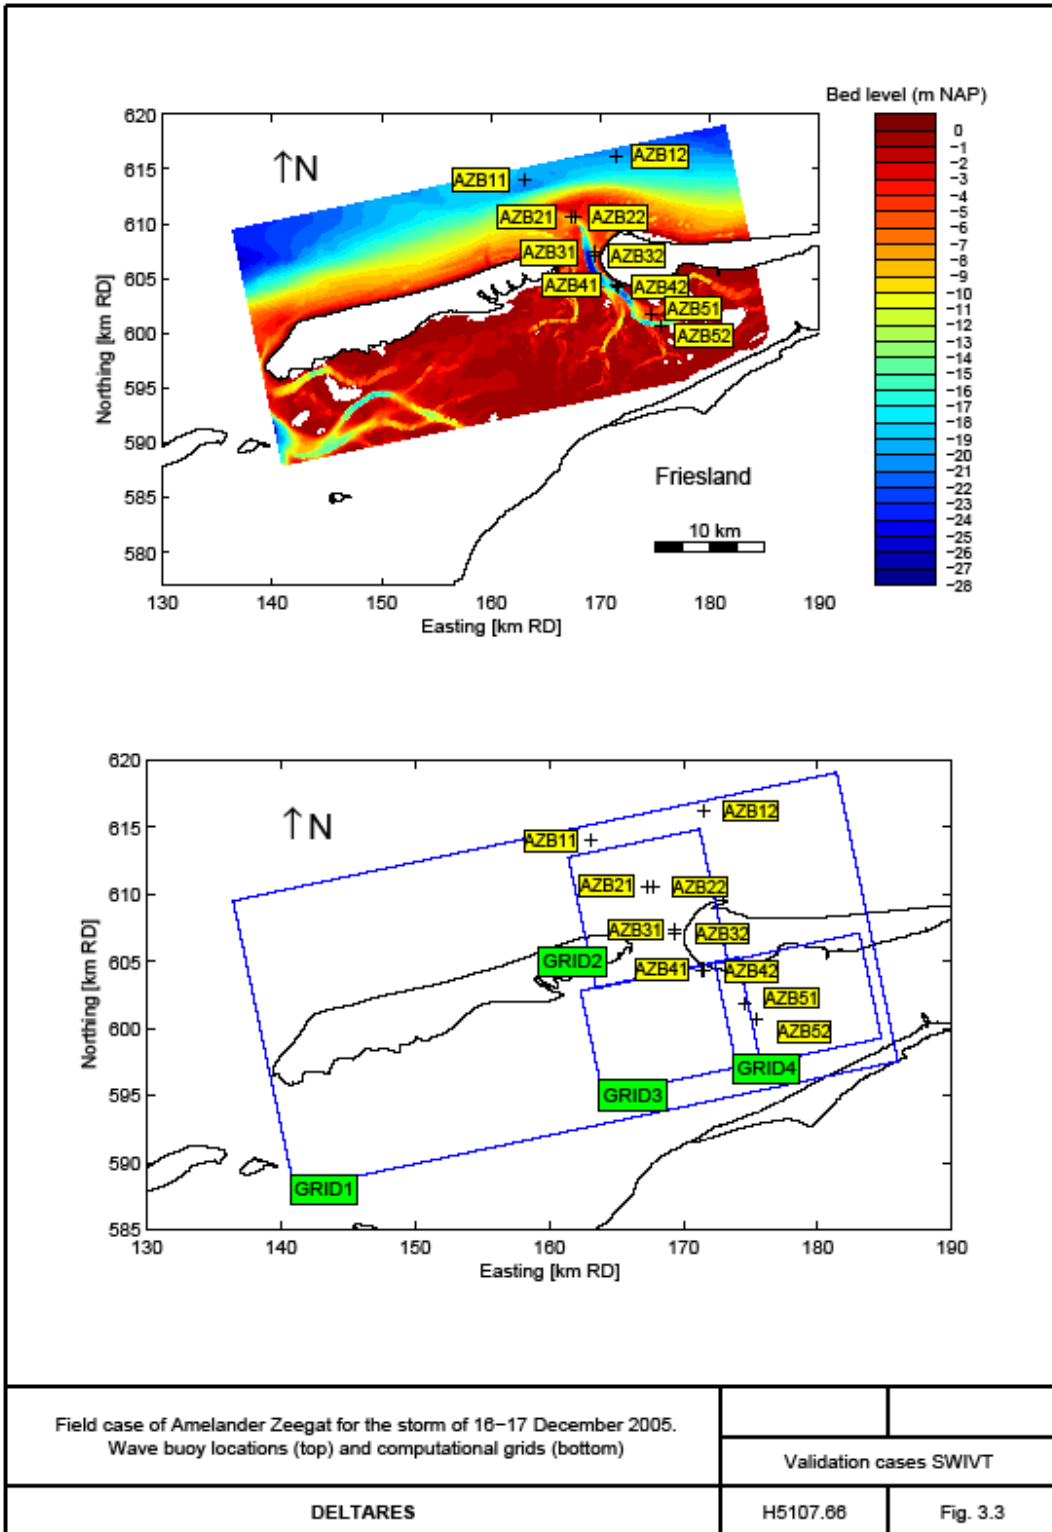 Bed level (m NAP)
620
615
610
605
600
595
590
585
580
↑N
AZB12
AZB11
AZB21
AZB22
AZB31
AZB32
AZB41
AZB42
AZB51
AZB52
Friesland
10 km
Northing [km RD]
130
140
150
160
170
180
190
Easting [km RD]
0
−1
−2
−3
−4
−5
−6
−7
−8
−9
−10
−11
−12
−13
−14
−15
−16
−17
−18
−19
−20
−21
−22
−23
−24
−25
−26
−27
−28
620
615
610
605
600
595
590
585
↑N
AZB12
AZB11
AZB21
AZB22
AZB31
AZB32
GRID2
AZB41
AZB42
AZB51
AZB52
GRID4
GRID3
GRID1
Northing [km RD]
130
140
150
160
170
180
190
Easting [km RD]
Field case of Amelander Zeegat for the storm of 16−17 December 2005.
Wave buoy locations (top) and computational grids (bottom)
Validation cases SWIVT
DELTARES
H5107.66
Fig. 3.3